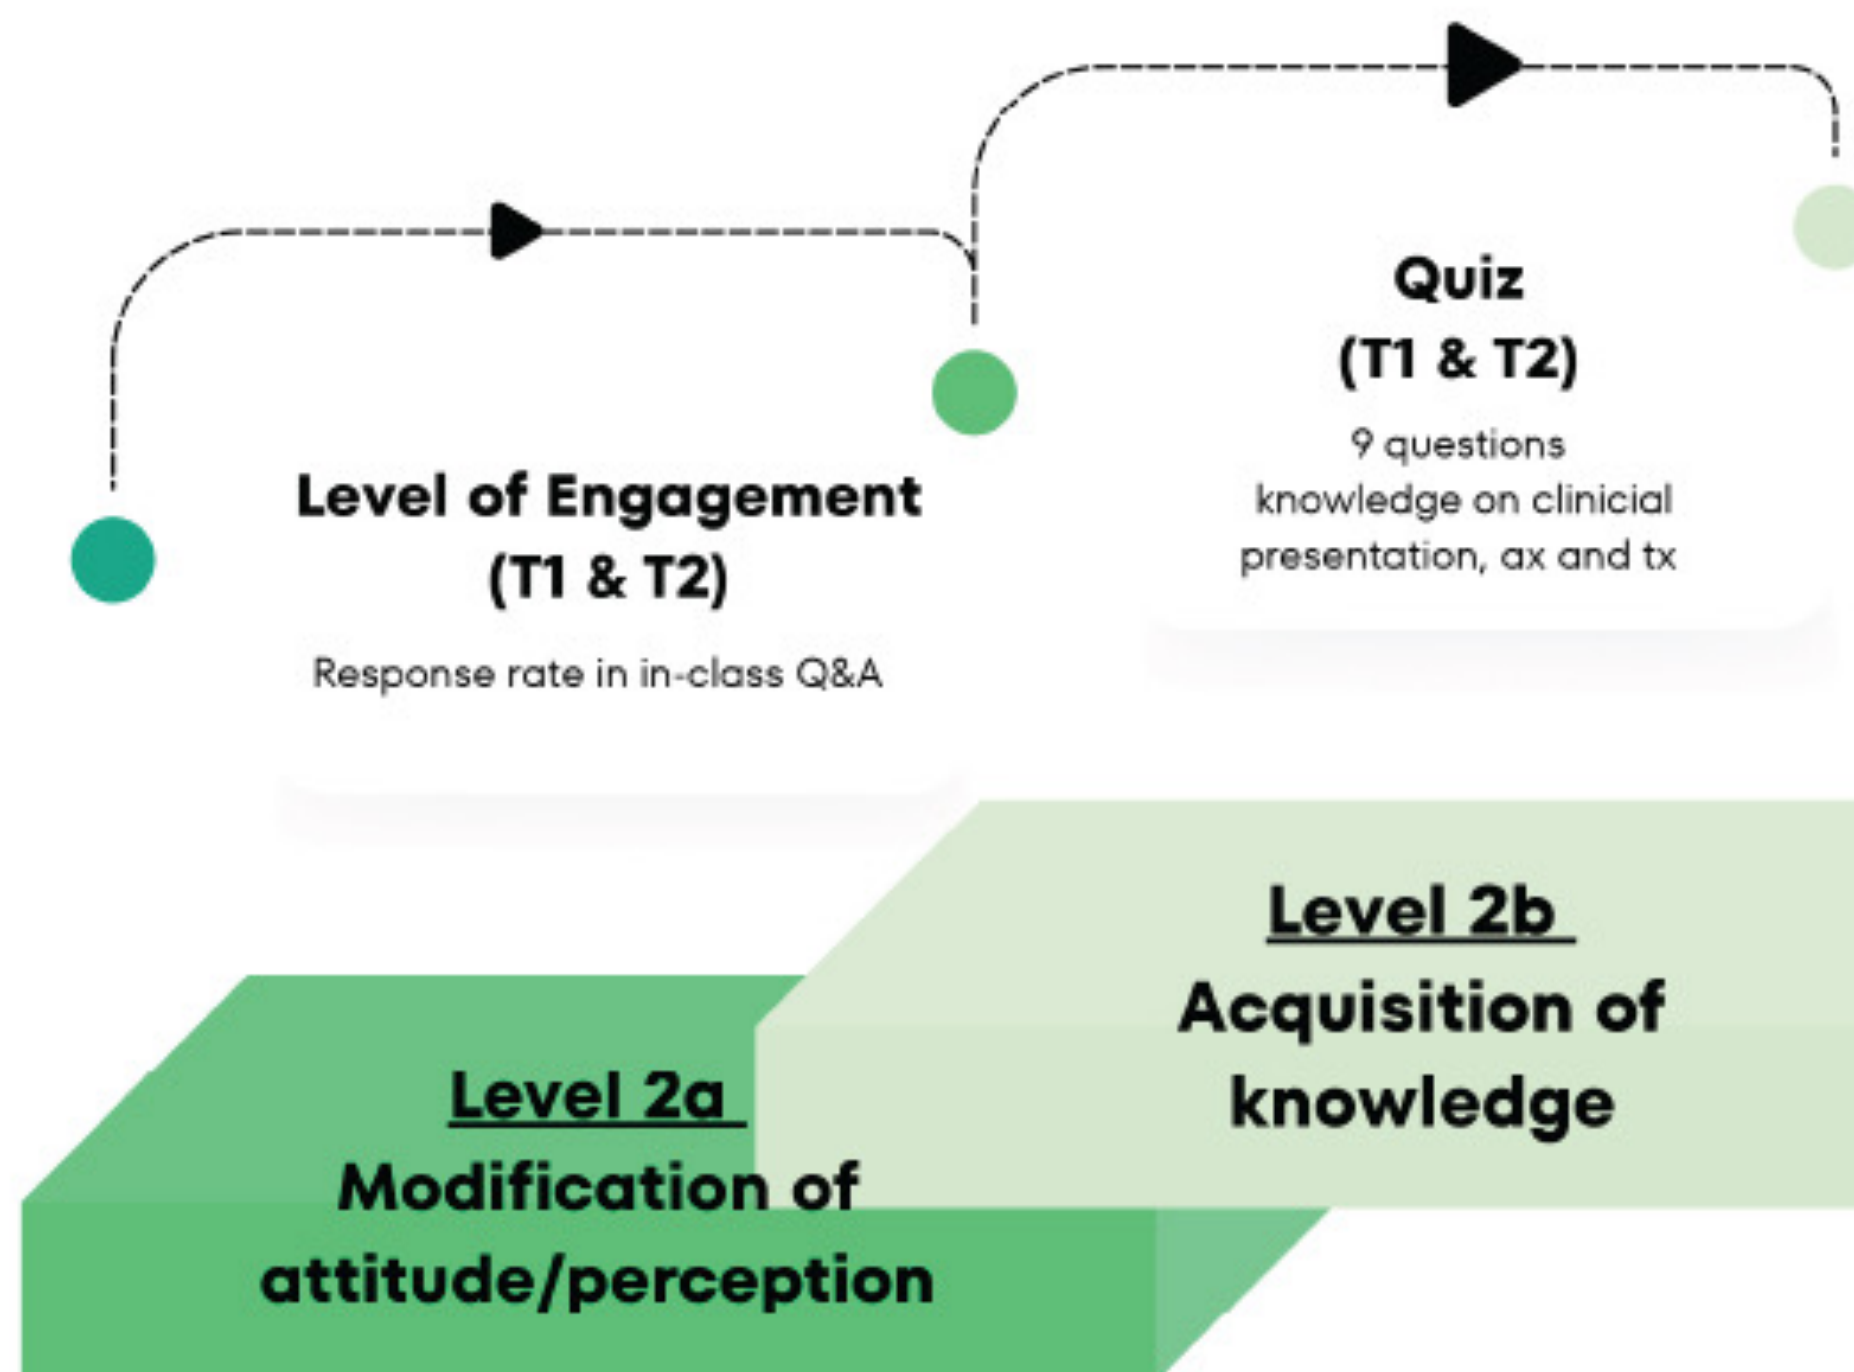 Level of Engagement
(T1 & T2)
Response rate in in-class Q&A
Quiz
(T1 & T2)
9 questions
knowledge on clinicial
presentation, ax and tx
Level 2a
Modification of
attitude/perception
Level 2b
Acquisition of
knowledge